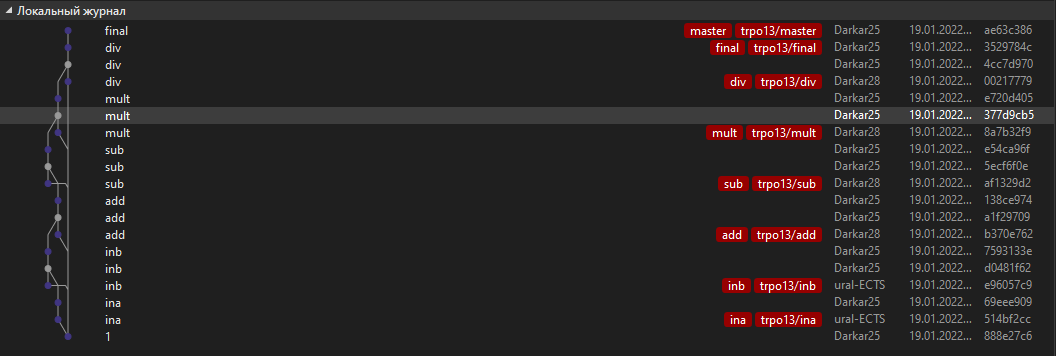 Локальный журнал
final master trpo13/master Darkar25 19.01.2022... ae63c386
div final trpo13/final Darkar25 19.01.2022... 3529784c
div Darkar25 19.01.2022... 4cc7d970
div div trpo13/div Darkar28 19.01.2022... 00217779
mult Darkar25 19.01.2022... e720d405
mult Darkar25 19.01.2022... 377d9cb5
mult mult trpo13/mult Darkar28 19.01.2022... 8a7b32f9
sub Darkar25 19.01.2022... e54ca96f
sub Darkar25 19.01.2022... 5ecf6f0e
sub sub trpo13/sub Darkar28 19.01.2022... af1329d2
add Darkar25 19.01.2022... 138ce974
add Darkar25 19.01.2022... a1f29709
add add trpo13/add Darkar28 19.01.2022... b370e762
inb Darkar25 19.01.2022... 7593133e
inb Darkar25 19.01.2022... d0481f62
inb inb trpo13/inb ural-ECTS 19.01.2022... e96057c9
ina Darkar25 19.01.2022... 69eee909
ina ina trpo13/ina ural-ECTS 19.01.2022... 514bf2cc
1 Darkar25 19.01.2022... 888e27c6